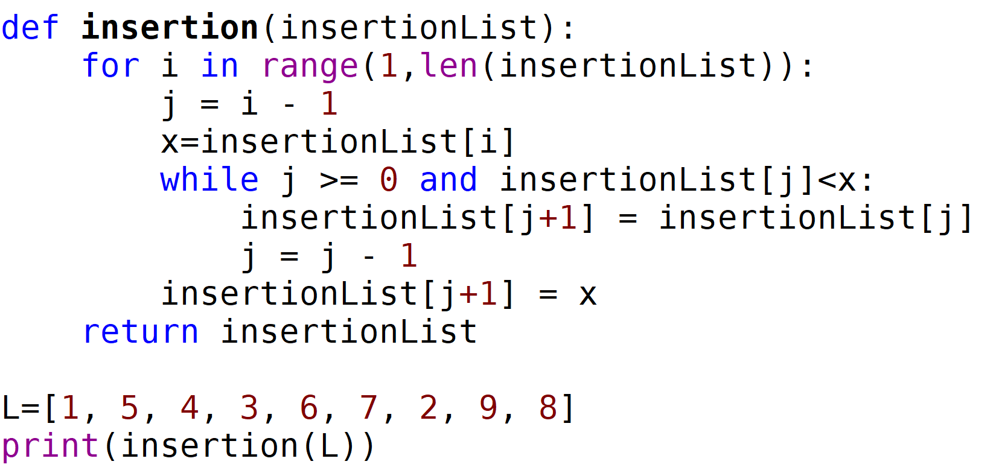 def insertion(insertionList):
    for i in range(1,len(insertionList)):
        j = i - 1
        x=insertionList[i]
        while j >= 0 and insertionList[j]<x:
            insertionList[j+1] = insertionList[j]
            j = j - 1
        insertionList[j+1] = x
    return insertionList

L=[1, 5, 4, 3, 6, 7, 2, 9, 8]
print(insertion(L))